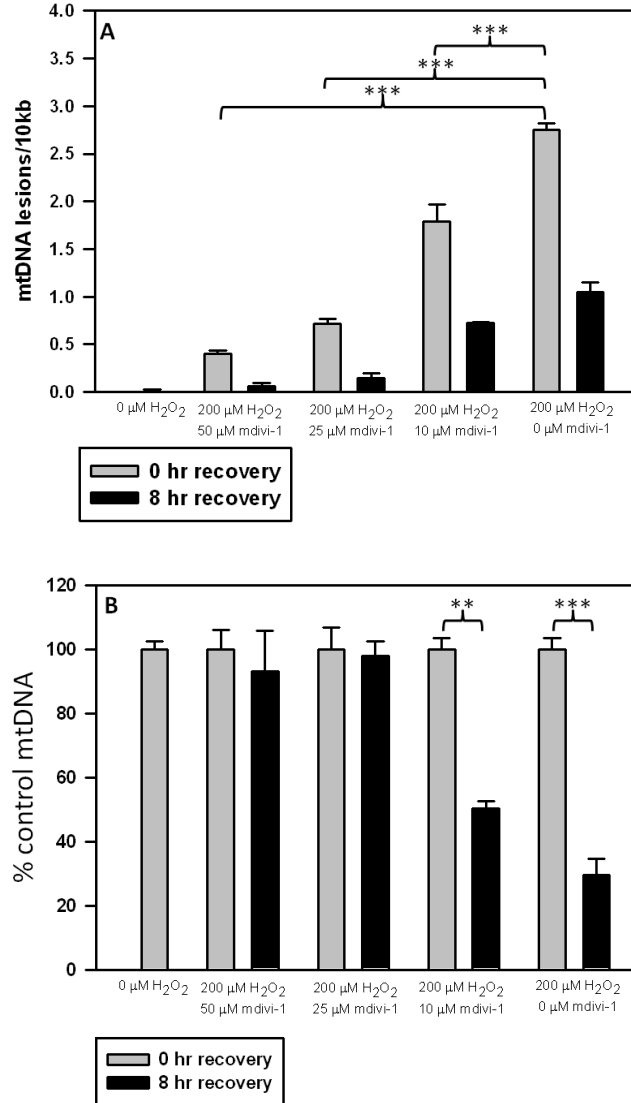 A
***
***
***
mtDNA lesions/10kb
4.0
3.5
3.0
2.5
2.0
1.5
1.0
0.5
0.0
0 μM H₂O₂
200 μM H₂O₂
50 μM mdivi-1
200 μM H₂O₂
25 μM mdivi-1
200 μM H₂O₂
10 μM mdivi-1
200 μM H₂O₂
0 μM mdivi-1
0 hr recovery
8 hr recovery
B
**
***
% control mtDNA
120
100
80
60
40
20
0
0 μM H₂O₂
200 μM H₂O₂
50 μM mdivi-1
200 μM H₂O₂
25 μM mdivi-1
200 μM H₂O₂
10 μM mdivi-1
200 μM H₂O₂
0 μM mdivi-1
0 hr recovery
8 hr recovery